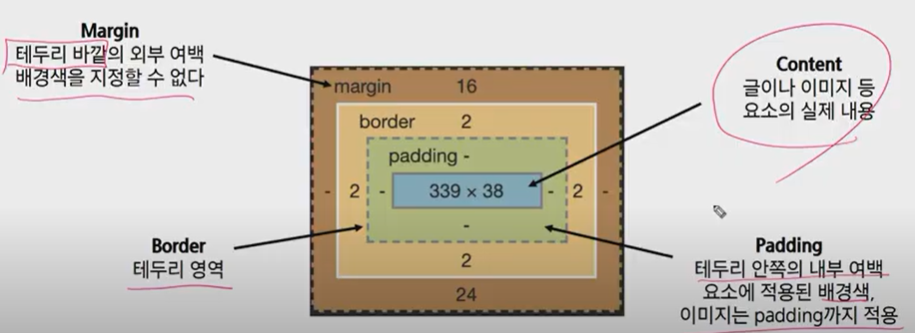 Margin
테두리 바깥의 외부 여백
배경색을 지정할 수 없다
Content
글이나 이미지 등
요소의 실제 내용
margin 16
border 2
padding -
- 2 - 339 × 38 - 2 -
-
2
24
Border
테두리 영역
Padding
테두리 안쪽의 내부 여백
요소에 적용된 배경색,
이미지는 padding까지 적용